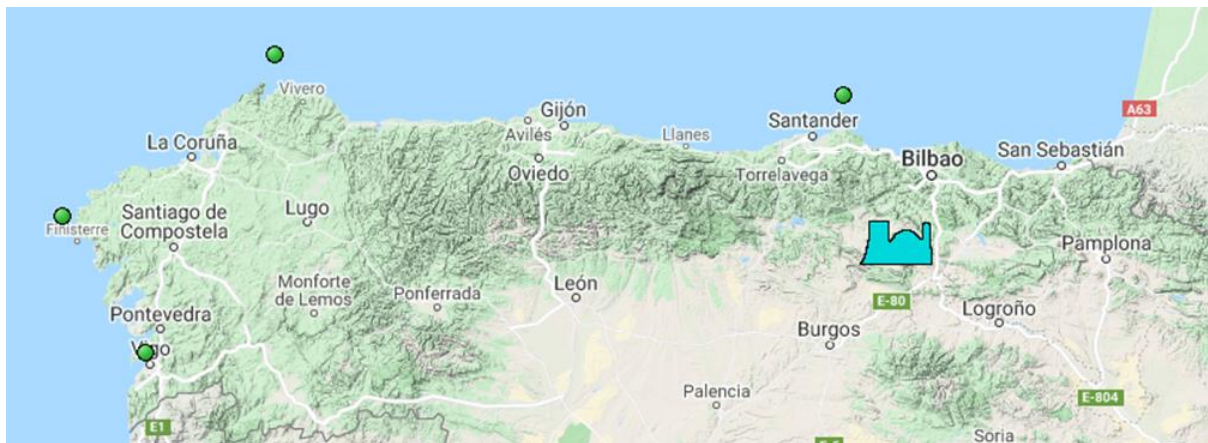 Vivero
Gijón
Avilés
Santander
A63
La Coruña
Llanes
San Sebastián
Oviedo
Torrelavega
Bilbao
Santiago de
Compostela
Lugo
Finisterre
Pamplona
Monforte
de Lemos
Ponferrada
León
E-80
Logroño
Pontevedra
Burgos
Vigo
Palencia
E-804
E1
Soria